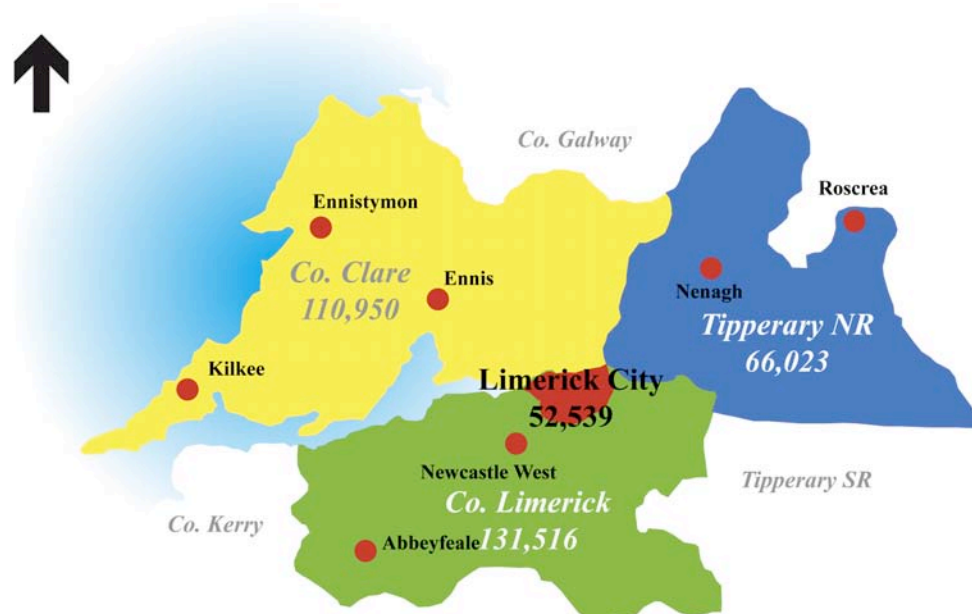 Co. Galway
Roscrea
Ennistymon
Co. Clare
110,950
Ennis
Nenagh
Tipperary NR
66,023
Kilkee
Limerick City
52,539
Newcastle West
Co. Limerick
131,516
Tipperary SR
Co. Kerry
Abbeyfeale